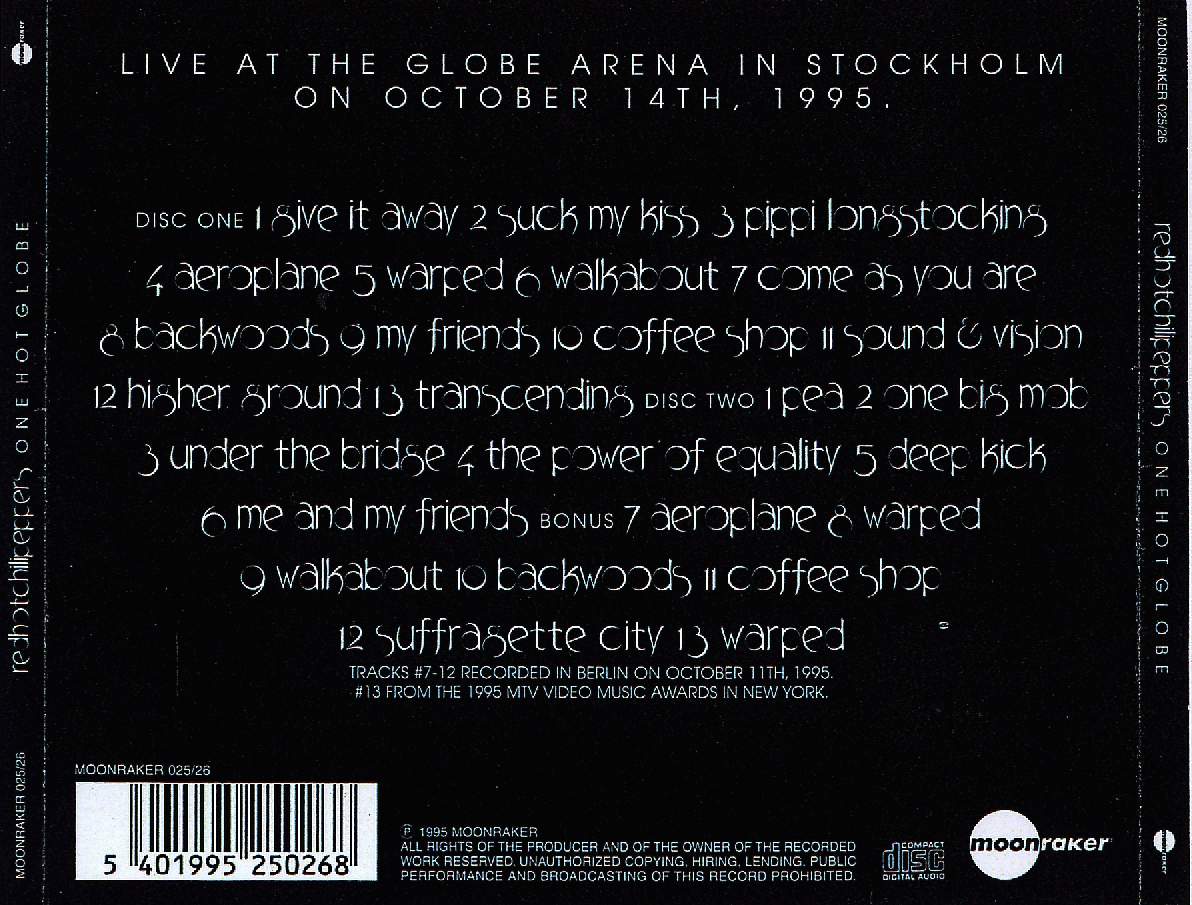 LIVE AT THE GLOBE ARENA IN STOCKHOLM
ON OCTOBER 14TH, 1995.
DISC ONE 1 give it away 2 suck my kiss 3 pippi longstocking
4 aeroplane 5 warped 6 walkabout 7 come as you are
8 backwoods 9 my friends 10 coffee shop 11 sound & vision
12 higher ground 13 transcending DISC TWO 1 pea 2 one big mob
3 under the bridge 4 the power of equality 5 deep kick
6 me and my friends BONUS 7 aeroplane 8 warped
9 walkabout 10 backwoods 11 coffee shop
12 suffragette city 13 warped
TRACKS #7-12 RECORDED IN BERLIN ON OCTOBER 11TH, 1995.
#13 FROM THE 1995 MTV VIDEO MUSIC AWARDS IN NEW YORK.
MOONRAKER 025/26
5 401995 250268
℗ 1995 MOONRAKER
ALL RIGHTS OF THE PRODUCER AND OF THE OWNER OF THE RECORDED
WORK RESERVED. UNAUTHORIZED COPYING, HIRING, LENDING, PUBLIC
PERFORMANCE AND BROADCASTING OF THIS RECORD PROHIBITED.
COMPACT
disc
DIGITAL AUDIO
moonraker
moonraker
redhotchilipeppers ONE HOT GLOBE
MOONRAKER 025/26
MOONRAKER 025/26
redhotchilipeppers ONE HOT GLOBE
moonraker